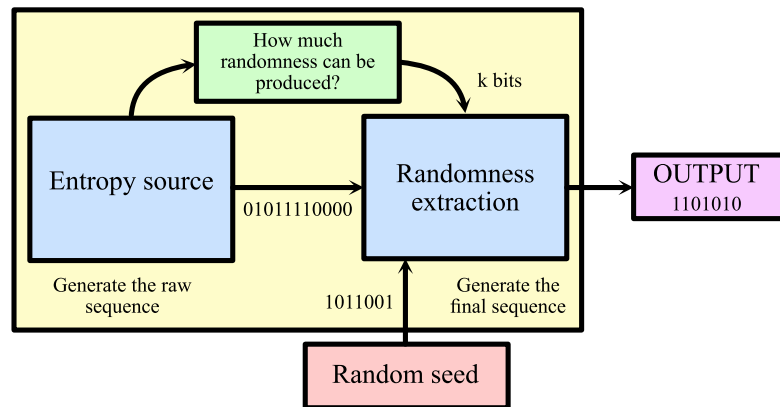 How much
randomness can be
produced?
k bits
Entropy source
01011110000
Randomness
extraction
OUTPUT
1101010
Generate the raw
sequence
1011001
Generate the
final sequence
Random seed